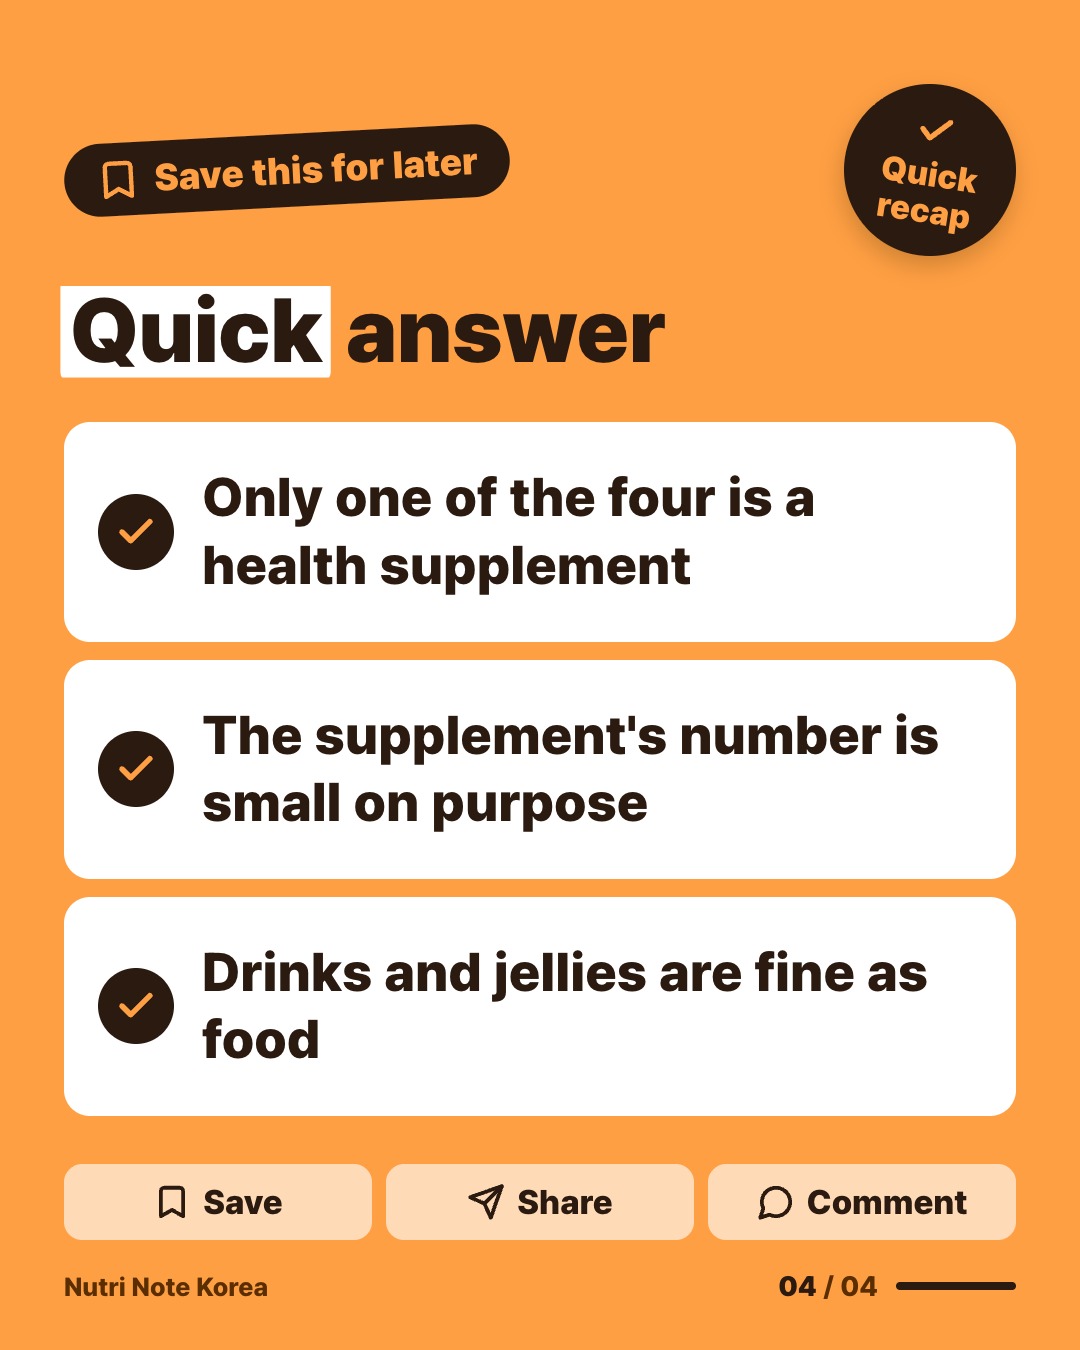 Save this for later
Quick
recap
Quick answer
Only one of the four is a
health supplement
The supplement's number is
small on purpose
Drinks and jellies are fine as
food
Save
Share
Comment
Nutri Note Korea
04 / 04